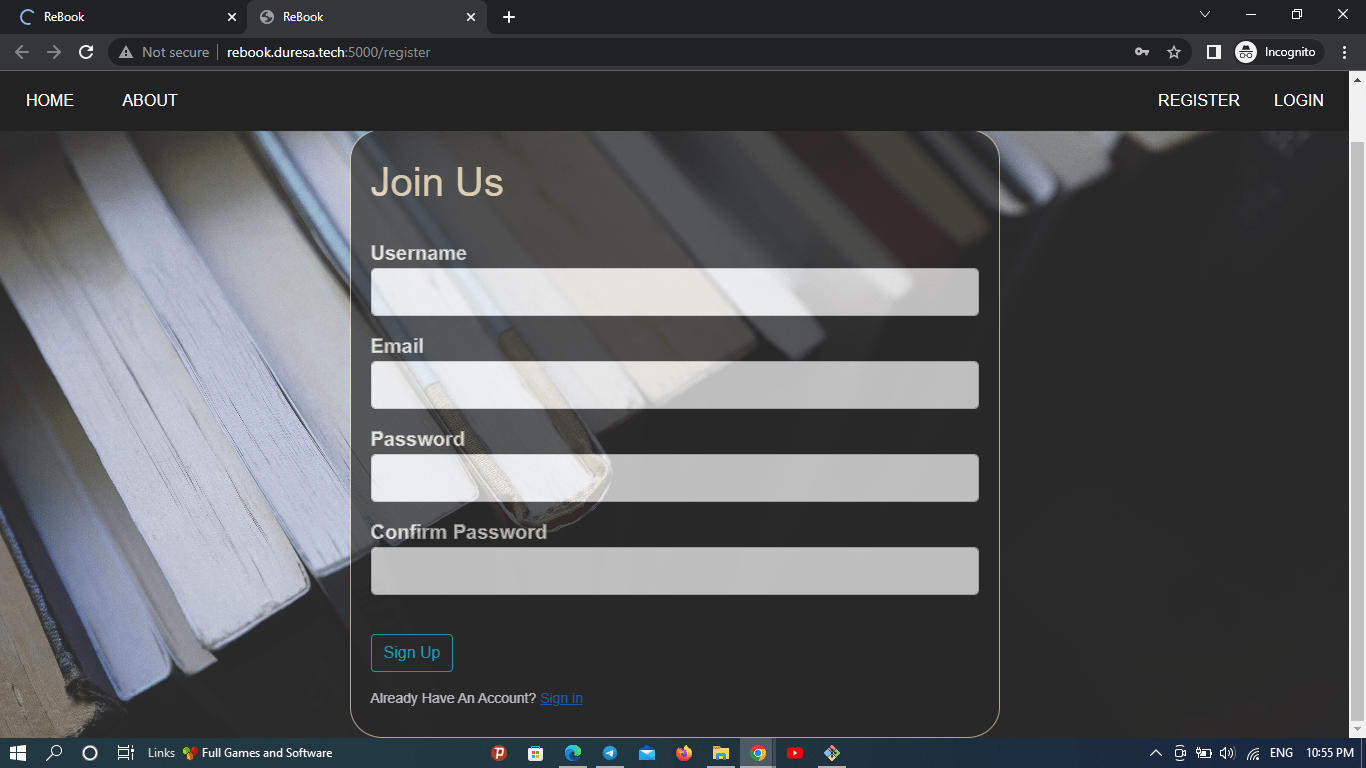 ReBook
ReBook
Not secure rebook.duresa.tech:5000/register
Incognito
HOME ABOUT REGISTER LOGIN
Join Us
Username
Email
Password
Confirm Password
Sign Up
Already Have An Account? Sign in
Links Full Games and Software ENG 10:55 PM